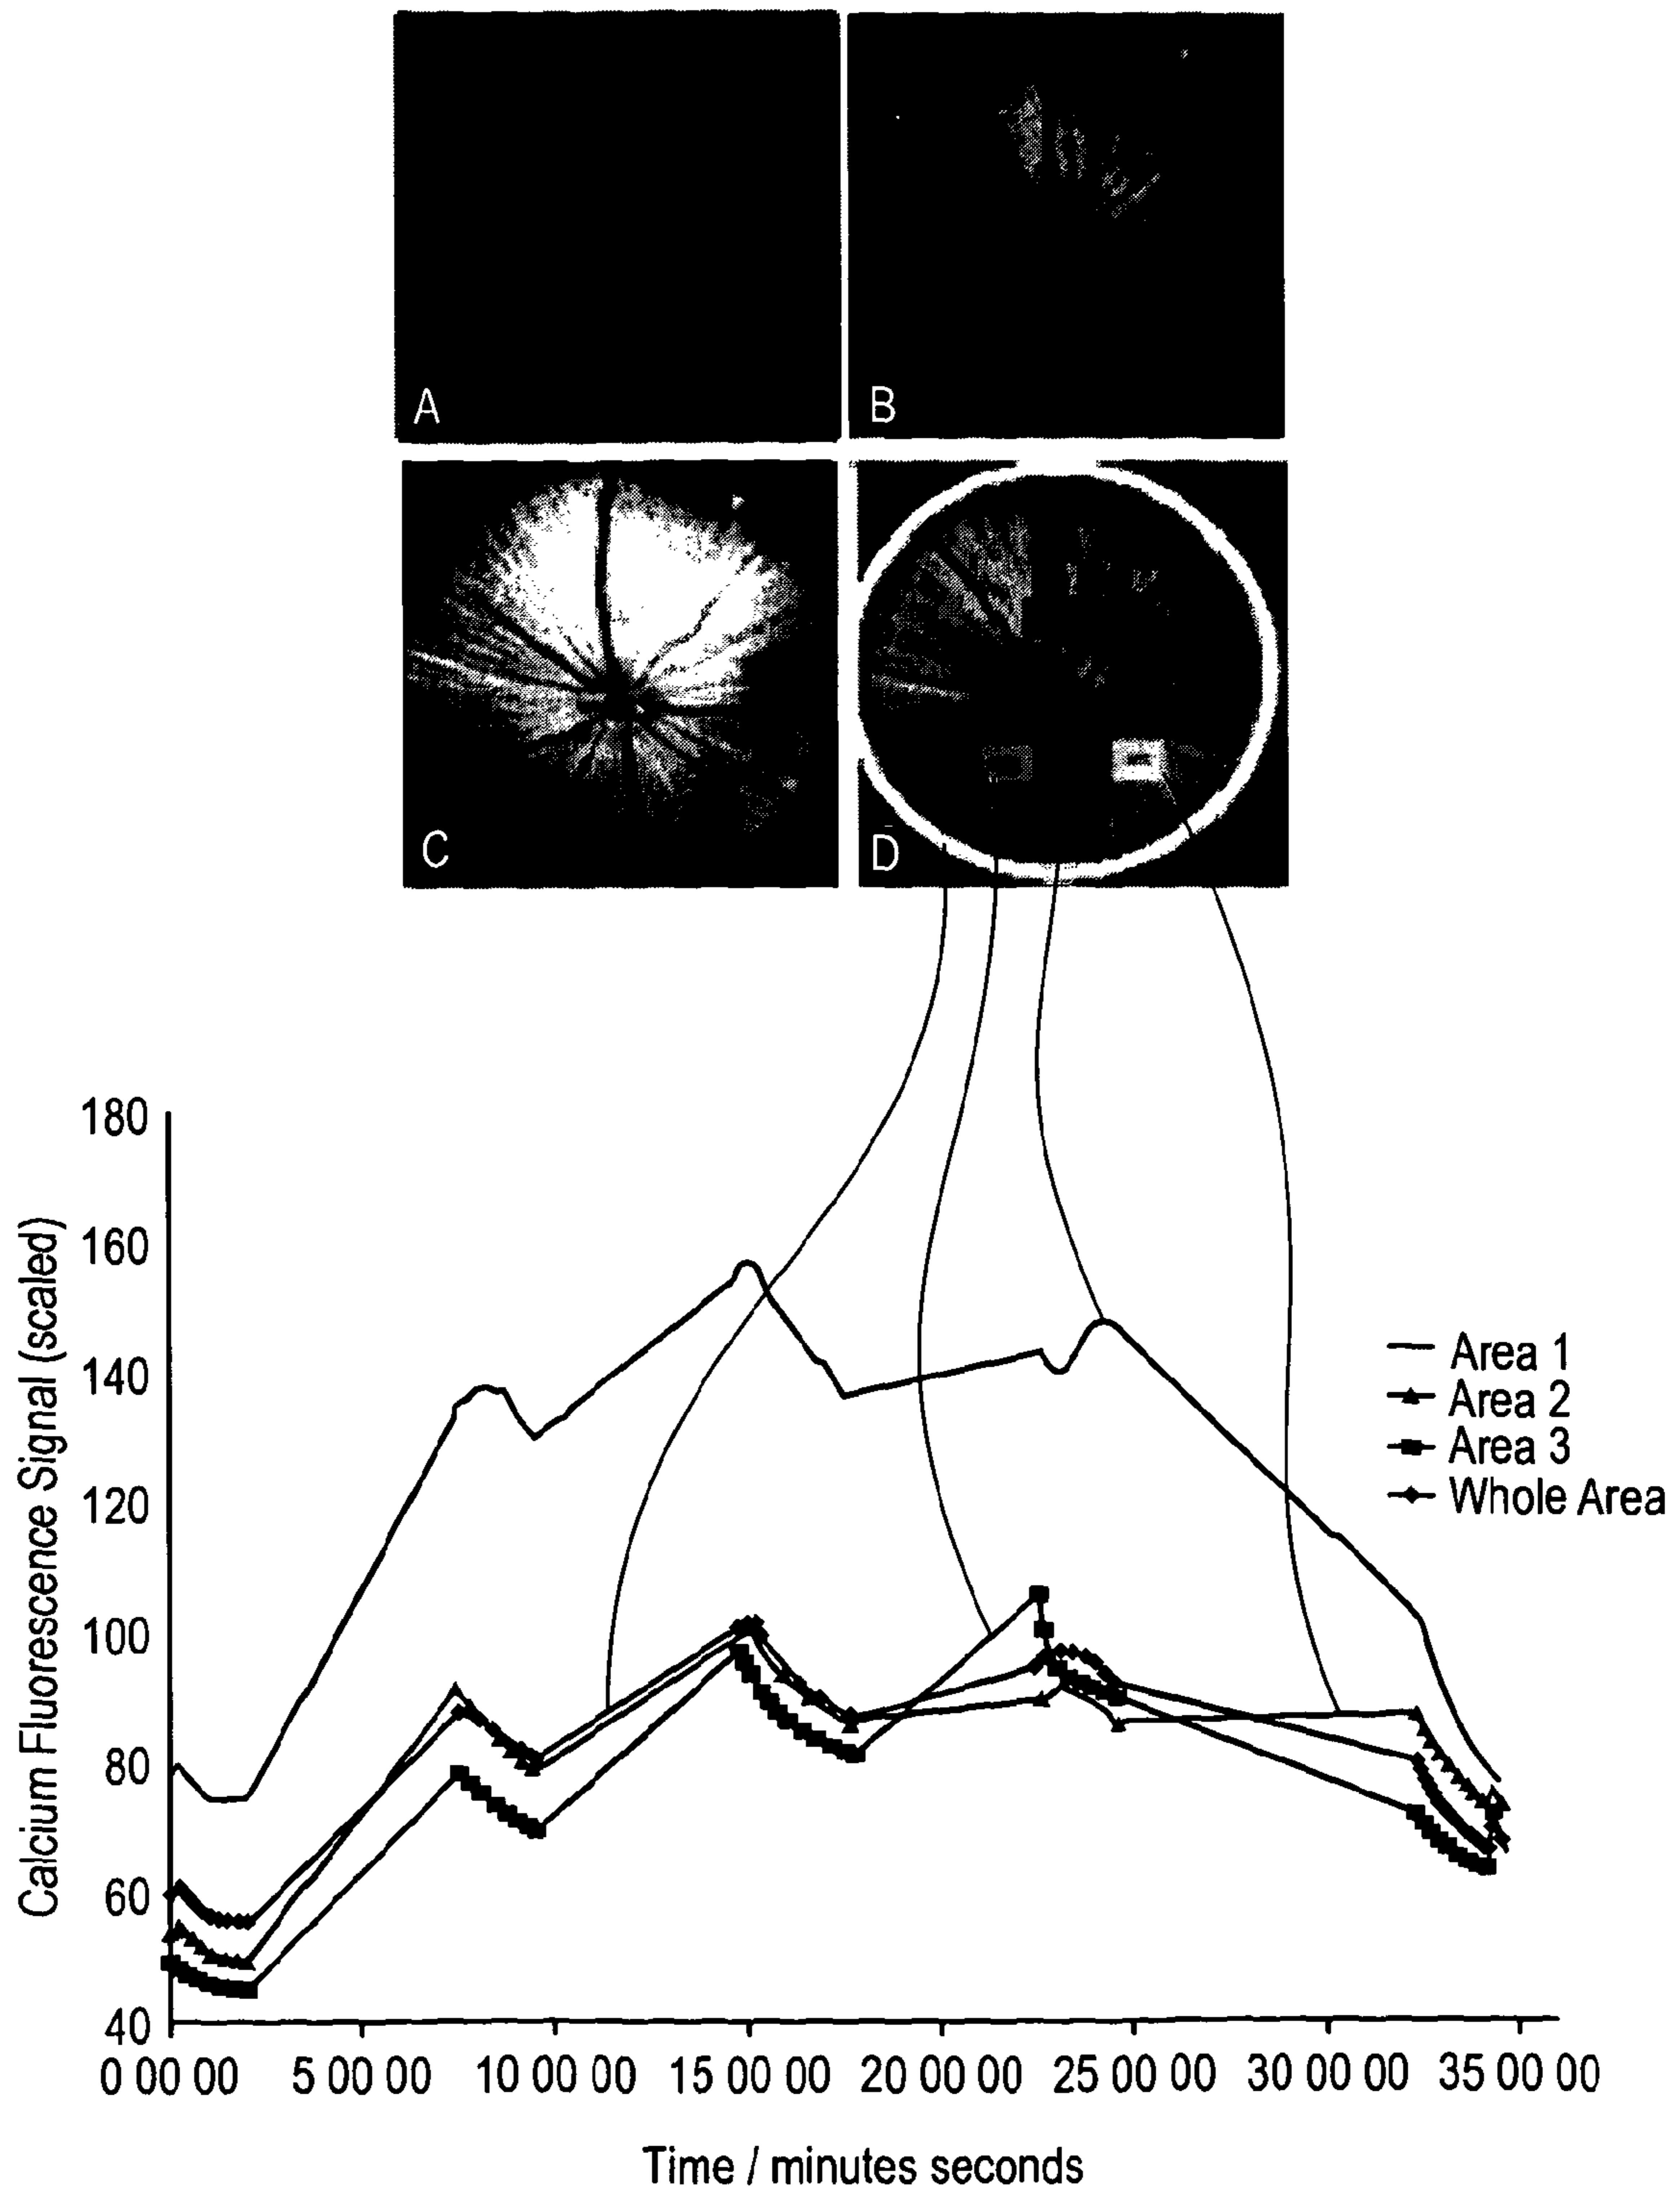 A
B
C
D
180
160
140
120
100
80
60
40
Calcium Fluorescence Signal (scaled)
Area 1
Area 2
Area 3
Whole Area
0 00 00
5 00 00
10 00 00
15 00 00
20 00 00
25 00 00
30 00 00
35 00 00
Time / minutes seconds